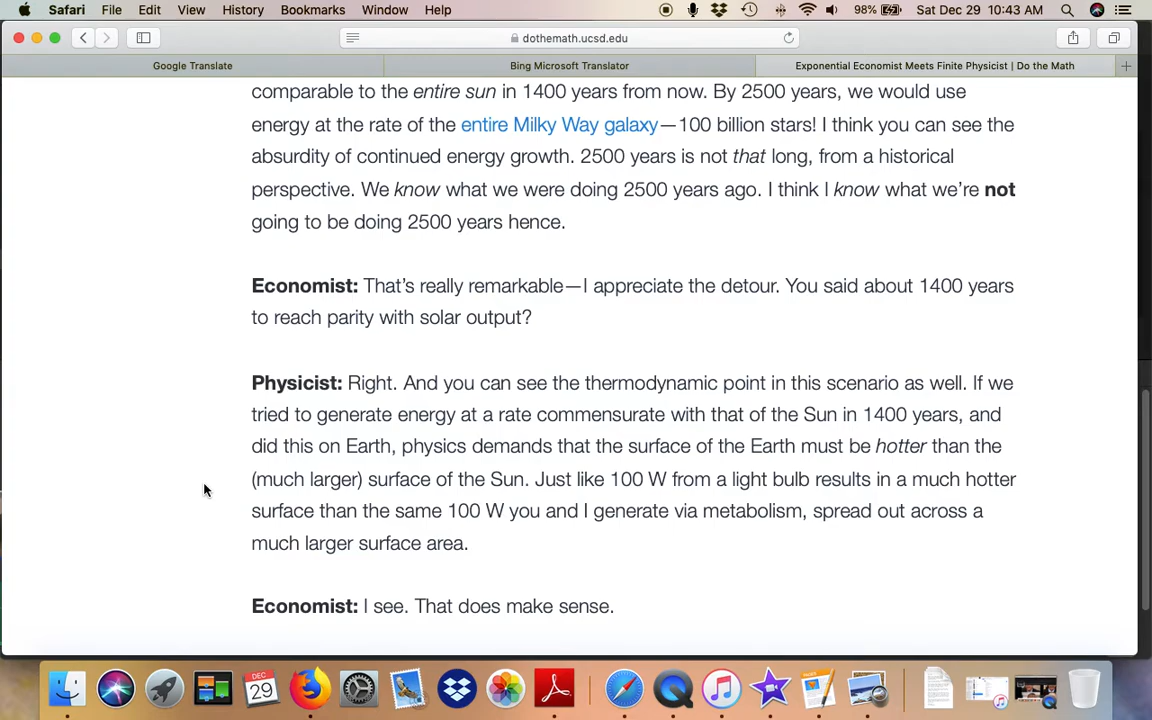 Safari File Edit View History Bookmarks Window Help 98% Sat Dec 29 10:43 AM
dothemath.ucsd.edu
Google Translate Bing Microsoft Translator Exponential Economist Meets Finite Physicist | Do the Math
comparable to the entire sun in 1400 years from now. By 2500 years, we would use
energy at the rate of the entire Milky Way galaxy—100 billion stars! I think you can see the
absurdity of continued energy growth. 2500 years is not that long, from a historical
perspective. We know what we were doing 2500 years ago. I think I know what we’re not
going to be doing 2500 years hence.
Economist: That’s really remarkable—I appreciate the detour. You said about 1400 years
to reach parity with solar output?
Physicist: Right. And you can see the thermodynamic point in this scenario as well. If we
tried to generate energy at a rate commensurate with that of the Sun in 1400 years, and
did this on Earth, physics demands that the surface of the Earth must be hotter than the
(much larger) surface of the Sun. Just like 100 W from a light bulb results in a much hotter
surface than the same 100 W you and I generate via metabolism, spread out across a
much larger surface area.
Economist: I see. That does make sense.
DEC
29